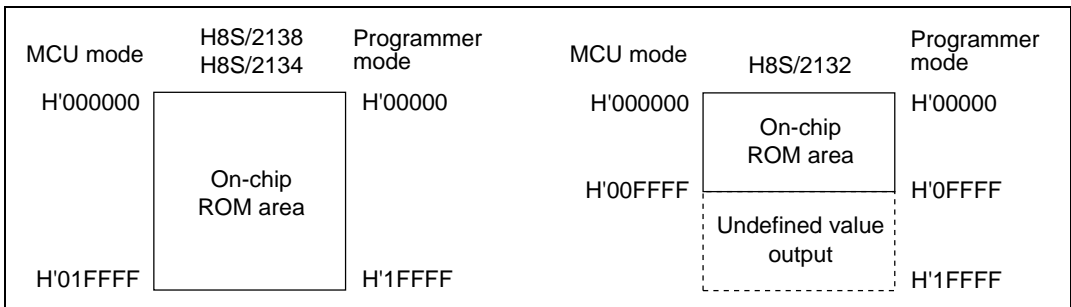 MCU mode
H8S/2138
H8S/2134
Programmer
mode
H'000000
H'00000
On-chip
ROM area
H'01FFFF
H'1FFFF
MCU mode
H8S/2132
Programmer
mode
H'000000
H'00000
On-chip
ROM area
H'00FFFF
H'0FFFF
Undefined value
output
H'1FFFF